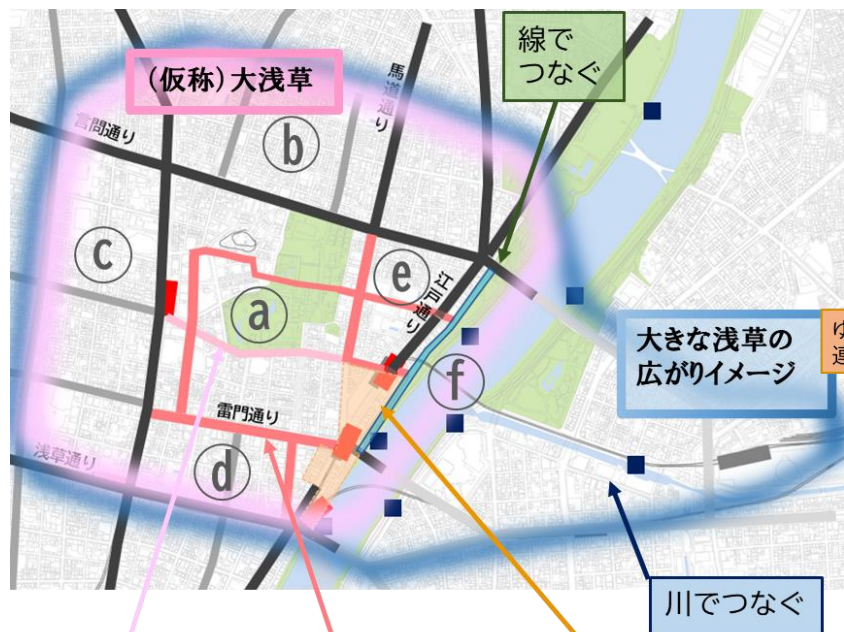 線で
つなぐ
(仮称)大浅草
馬道通り
言問通り
b
c
e
江戸通り
a
大きな浅草の
広がりイメージ
ゆ
連
f
雷門通り
浅草通り
d
川でつなぐ